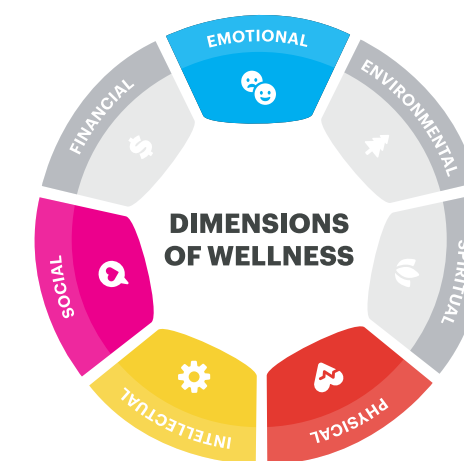 EMOTIONAL
ENVIRONMENTAL
SPIRITUAL
PHYSICAL
INTELLECTUAL
SOCIAL
FINANCIAL
$
DIMENSIONS
OF WELLNESS